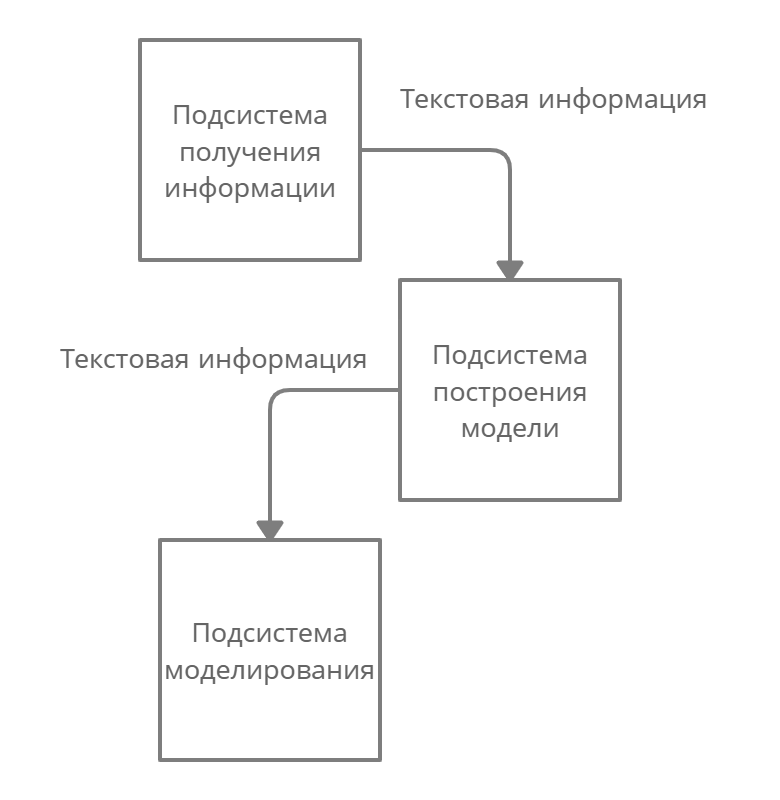 Подсистема
получения
информации
Текстовая информация
Подсистема
построения
модели
Текстовая информация
Подсистема
моделирования